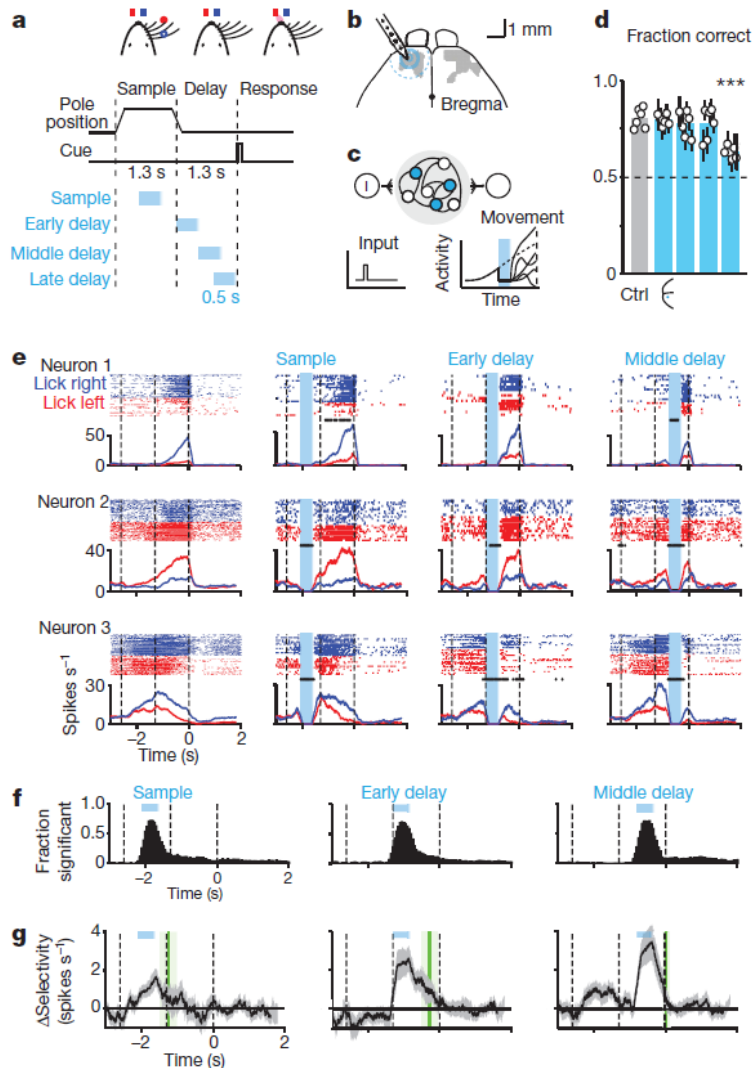 a
Sample Delay Response
Pole position
Cue
1.3 s 1.3 s
Sample
Early delay
Middle delay
Late delay
0.5 s
b
1 mm
Bregma
c
I
Movement
Input
Activity
Time
d
Fraction correct
1.0
***
0.5
0
Ctrl
e
Neuron 1
Lick right
Lick left
Sample Early delay Middle delay
50
0
Neuron 2
40
0
Neuron 3
30
0
Spikes s⁻¹
−2 0 2
Time (s)
f
Sample Early delay Middle delay
Fraction significant
1.0
0.5
0
−2 0 2
Time (s)
g
ΔSelectivity (spikes s⁻¹)
4
2
0
−2 0 2
Time (s)